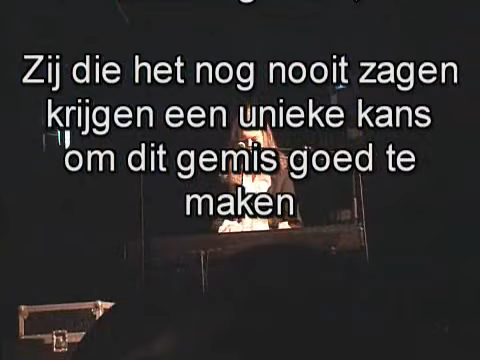 Zij die het nog nooit zagen
krijgen een unieke kans
om dit gemis goed te
maken